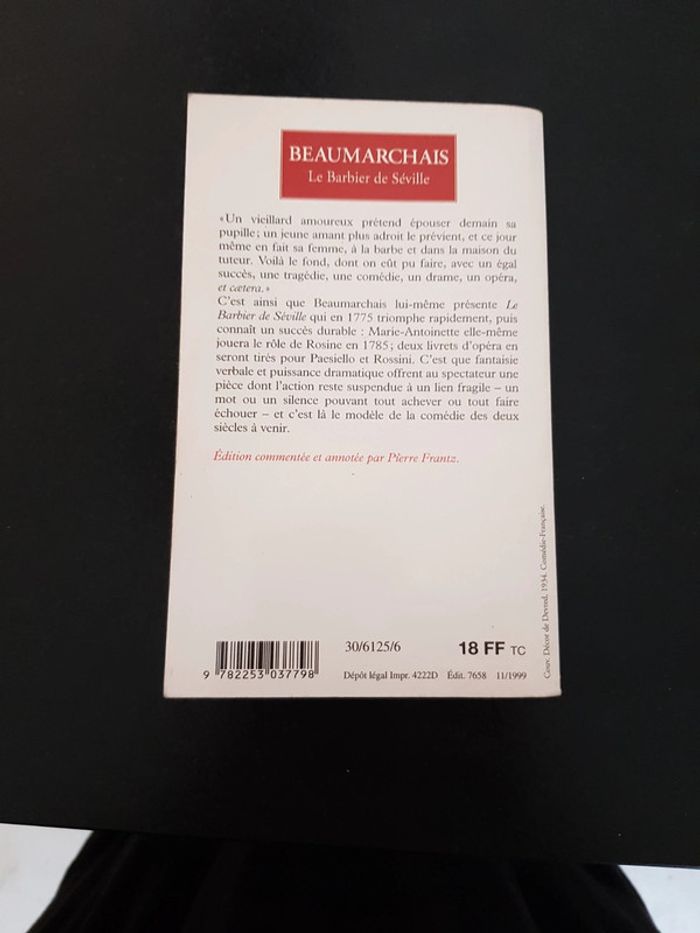 BEAUMARCHAIS
Le Barbier de Séville
«Un vieillard amoureux prétend épouser demain sa
pupille; un jeune amant plus adroit le prévient, et ce jour
même en fait sa femme, à la barbe et dans la maison du
tuteur. Voilà le fond, dont on eût pu faire, avec un égal
succès, une tragédie, une comédie, un drame, un opéra,
et cætera.»
C'est ainsi que Beaumarchais lui-même présente Le
Barbier de Séville qui en 1775 triomphe rapidement, puis
connaît un succès durable : Marie-Antoinette elle-même
jouera le rôle de Rosine en 1785; deux livrets d'opéra en
seront tirés pour Paesiello et Rossini. C'est que fantaisie
verbale et puissance dramatique offrent au spectateur une
pièce dont l'action reste suspendue à un lien fragile – un
mot ou un silence pouvant tout achever ou tout faire
échouer – et c'est là le modèle de la comédie des deux
siècles à venir.
Édition commentée et annotée par Pierre Frantz.
Couv. Décor de Devred, 1934. Comédie-Française.
30/6125/6
18 FF TC
9 782253 037798
Dépôt légal Impr. 4222D Édit. 7658 11/1999